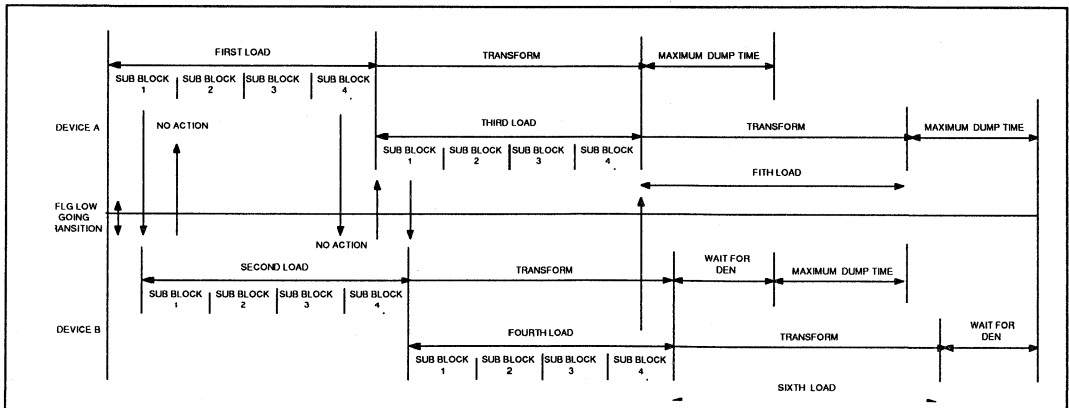 FIRST LOAD
TRANSFORM
MAXIMUM DUMP TIME
SUB BLOCK 1
SUB BLOCK 2
SUB BLOCK 3
SUB BLOCK 4
DEVICE A
NO ACTION
THIRD LOAD
TRANSFORM
MAXIMUM DUMP TIME
SUB BLOCK 1
SUB BLOCK 2
SUB BLOCK 3
SUB BLOCK 4
FITH LOAD
FLG LOW
GOING
RANSITION
NO ACTION
SECOND LOAD
TRANSFORM
WAIT FOR
DEN
MAXIMUM DUMP TIME
SUB BLOCK 1
SUB BLOCK 2
SUB BLOCK 3
SUB BLOCK 4
DEVICE B
FOURTH LOAD
TRANSFORM
WAIT FOR
DEN
SUB BLOCK 1
SUB BLOCK 2
SUB BLOCK 3
SUB BLOCK 4
SIXTH LOAD